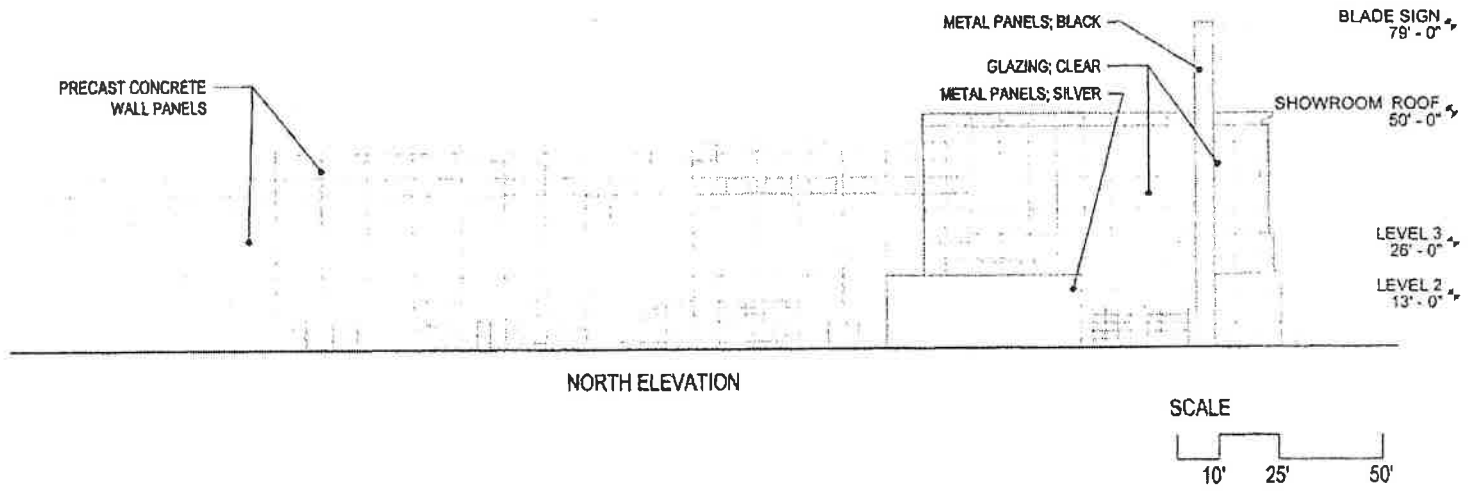 METAL PANELS; BLACK
BLADE SIGN
79' - 0"
PRECAST CONCRETE
WALL PANELS
GLAZING; CLEAR
METAL PANELS; SILVER
SHOWROOM ROOF
50' - 0"
LEVEL 3
26' - 0"
LEVEL 2
13' - 0"
NORTH ELEVATION
SCALE
10' 25' 50'